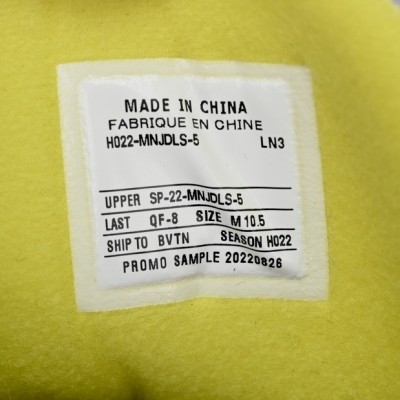 MADE IN CHINA
FABRIQUE EN CHINE
H022-MNJDLS-5 LN3
UPPER SP-22-MNJDLS-5
LAST QF-8 SIZE M 10.5
SHIP TO BVTN SEASON H022
PROMO SAMPLE 20220826